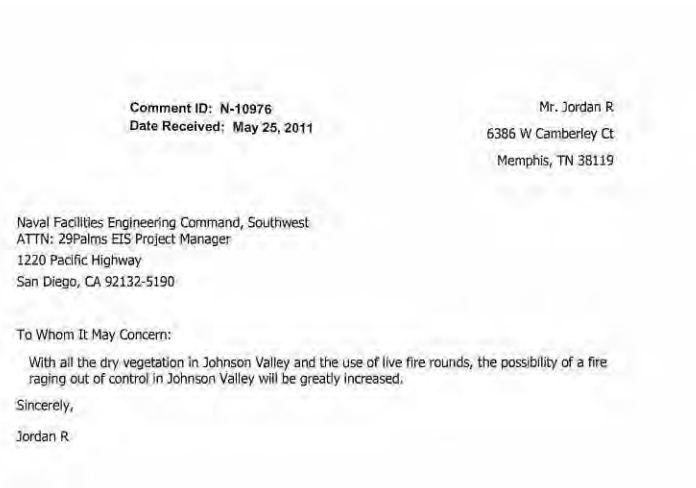 Comment ID: N-10976
Date Received: May 25, 2011
Mr. Jordan R
6386 W Camberley Ct
Memphis, TN 38119
Naval Facilities Engineering Command, Southwest
ATTN: 29Palms EIS Project Manager
1220 Pacific Highway
San Diego, CA 92132-5190
To Whom It May Concern:
With all the dry vegetation in Johnson Valley and the use of live fire rounds, the possibility of a fire
raging out of control in Johnson Valley will be greatly increased.
Sincerely,
Jordan R